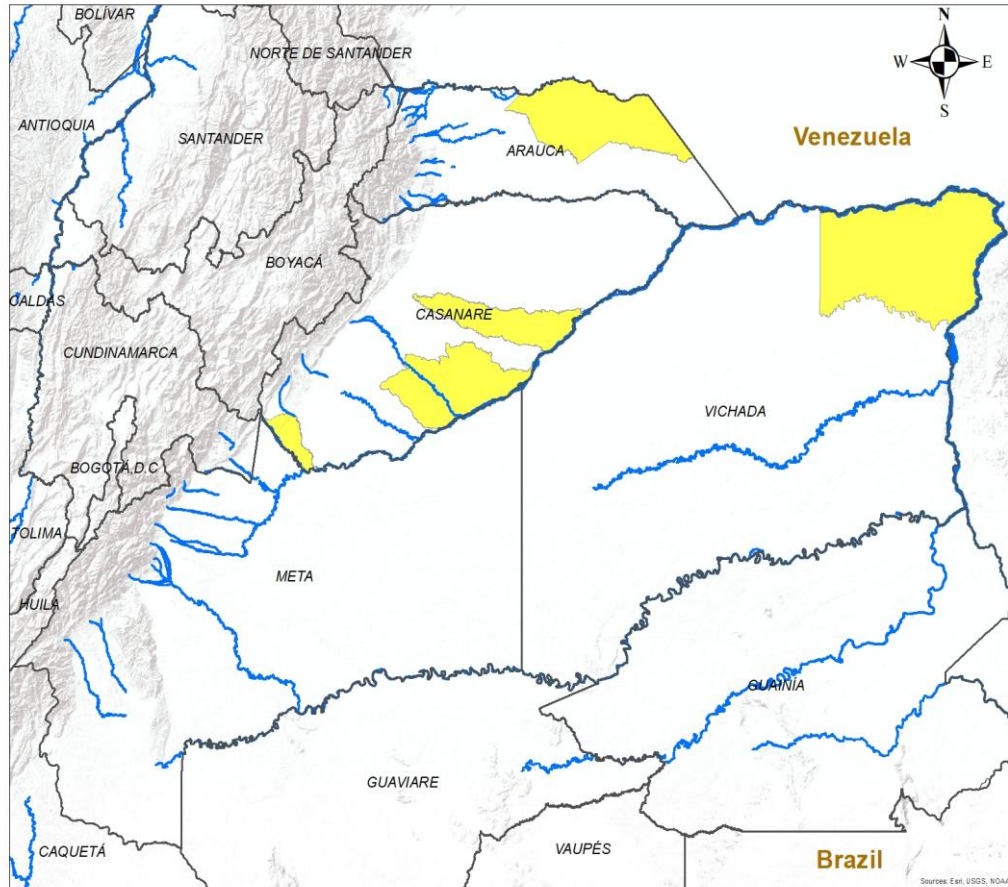 BOLÍVAR
N
NORTE DE SANTANDER
W
E
S
ANTIOQUIA
SANTANDER
Venezuela
ARAUCA
BOYACÁ
CALDAS
CASANARE
CUNDINAMARCA
VICHADA
BOGOTÁ,D.C
TOLIMA
META
HUILA
GUAINÍA
GUAVIARE
VAUPÉS
CAQUETÁ
Brazil
Sources: Esri, USGS, NOAA